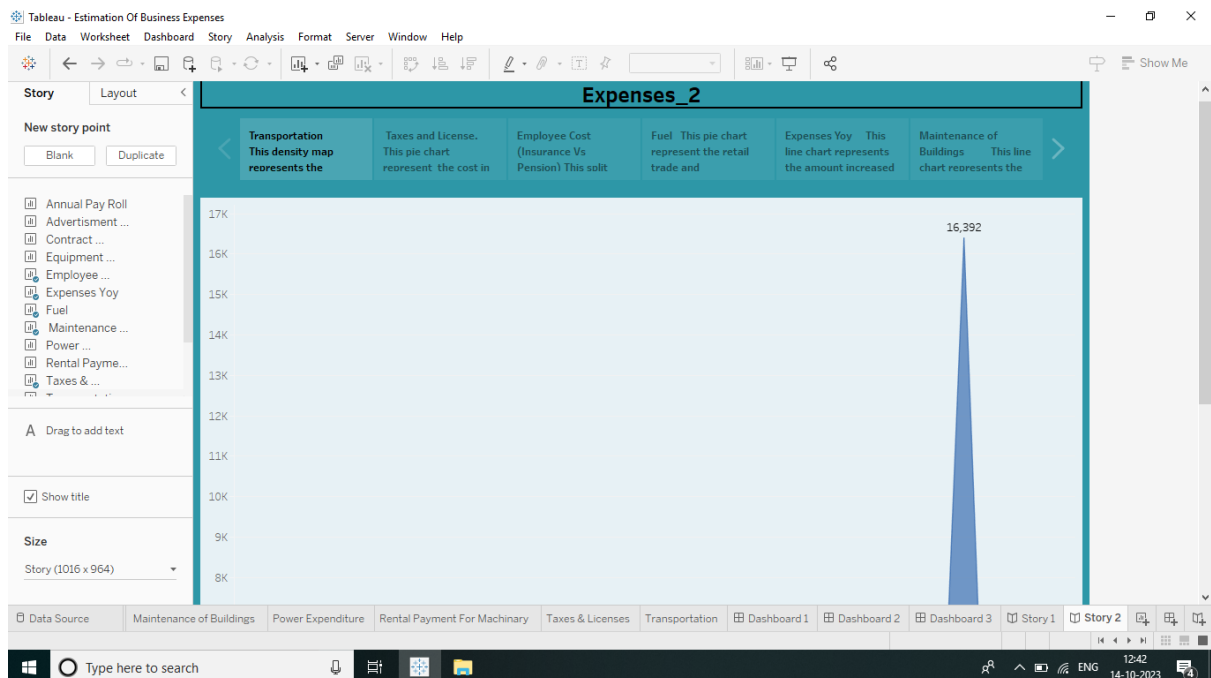 Tableau - Estimation Of Business Expenses
File Data Worksheet Dashboard Story Analysis Format Server Window Help
Show Me
Story Layout
New story point
Blank Duplicate
Annual Pay Roll
Advertisment ...
Contract ...
Equipment ...
Employee ...
Expenses Yoy
Fuel
Maintenance ...
Power ...
Rental Payme...
Taxes & ...
A Drag to add text
Show title
Size
Story (1016 x 964)
Expenses_2
Transportation
This density map
represents the
Taxes and License.
This pie chart
represent the cost in
Employee Cost
(Insurance Vs
Pension) This split
Fuel This pie chart
represent the retail
trade and
Expenses Yoy This
line chart represents
the amount increased
Maintenance of
Buildings This line
chart represents the
17K
16,392
16K
15K
14K
13K
12K
11K
10K
9K
8K
Data Source Maintenance of Buildings Power Expenditure Rental Payment For Machinery Taxes & Licenses Transportation Dashboard 1 Dashboard 2 Dashboard 3 Story 1 Story 2
Type here to search
ENG
12:42
14-10-2023
4